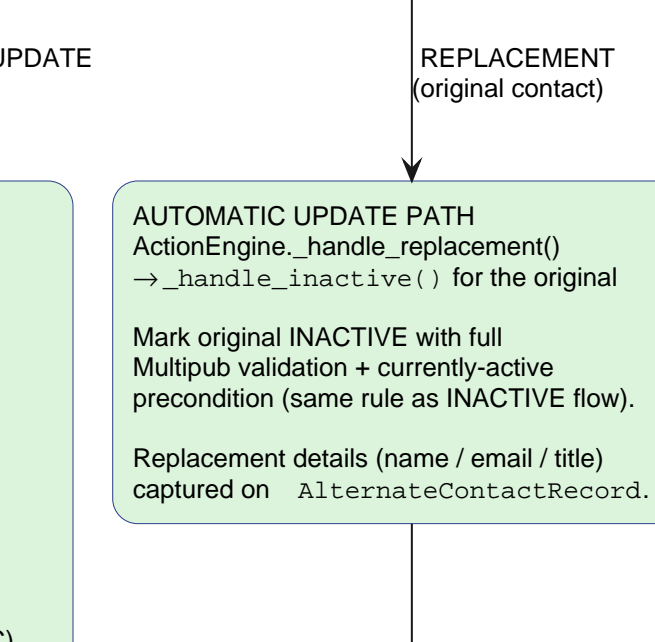 UPDATE
REPLACEMENT
(original contact)
AUTOMATIC UPDATE PATH
ActionEngine._handle_replacement()
→_handle_inactive() for the original
Mark original INACTIVE with full
Multipub validation + currently-active
precondition (same rule as INACTIVE flow).
Replacement details (name / email / title)
captured on AlternateContactRecord.